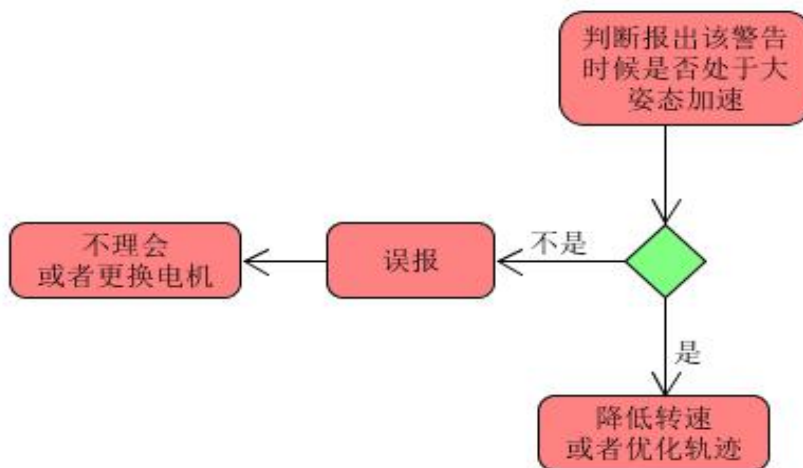 判断报出该警告
时候是否处于大
姿态加速
不理会
或者更换电机
误报
不是
是
降低转速
或者优化轨迹